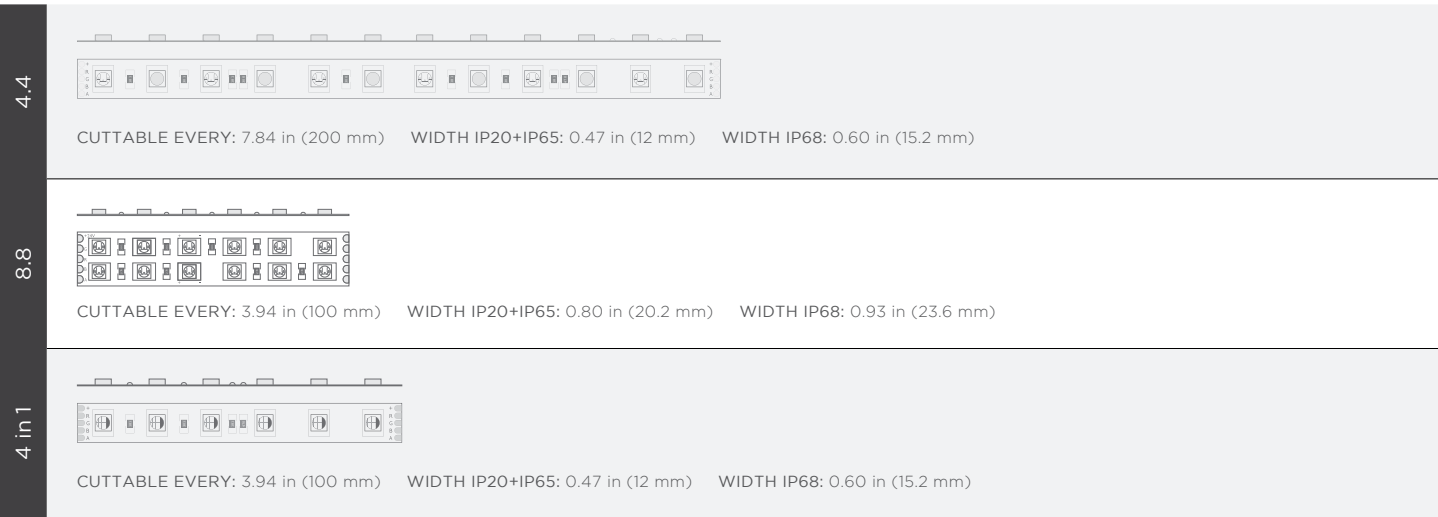 4.4
+
R
G
B
A
+
R
G
B
A
CUTTABLE EVERY: 7.84 in (200 mm) WIDTH IP20+IP65: 0.47 in (12 mm) WIDTH IP68: 0.60 in (15.2 mm)
8.8
CUTTABLE EVERY: 3.94 in (100 mm) WIDTH IP20+IP65: 0.80 in (20.2 mm) WIDTH IP68: 0.93 in (23.6 mm)
4 in 1
+
R
G
B
A
+
R
G
B
A
CUTTABLE EVERY: 3.94 in (100 mm) WIDTH IP20+IP65: 0.47 in (12 mm) WIDTH IP68: 0.60 in (15.2 mm)